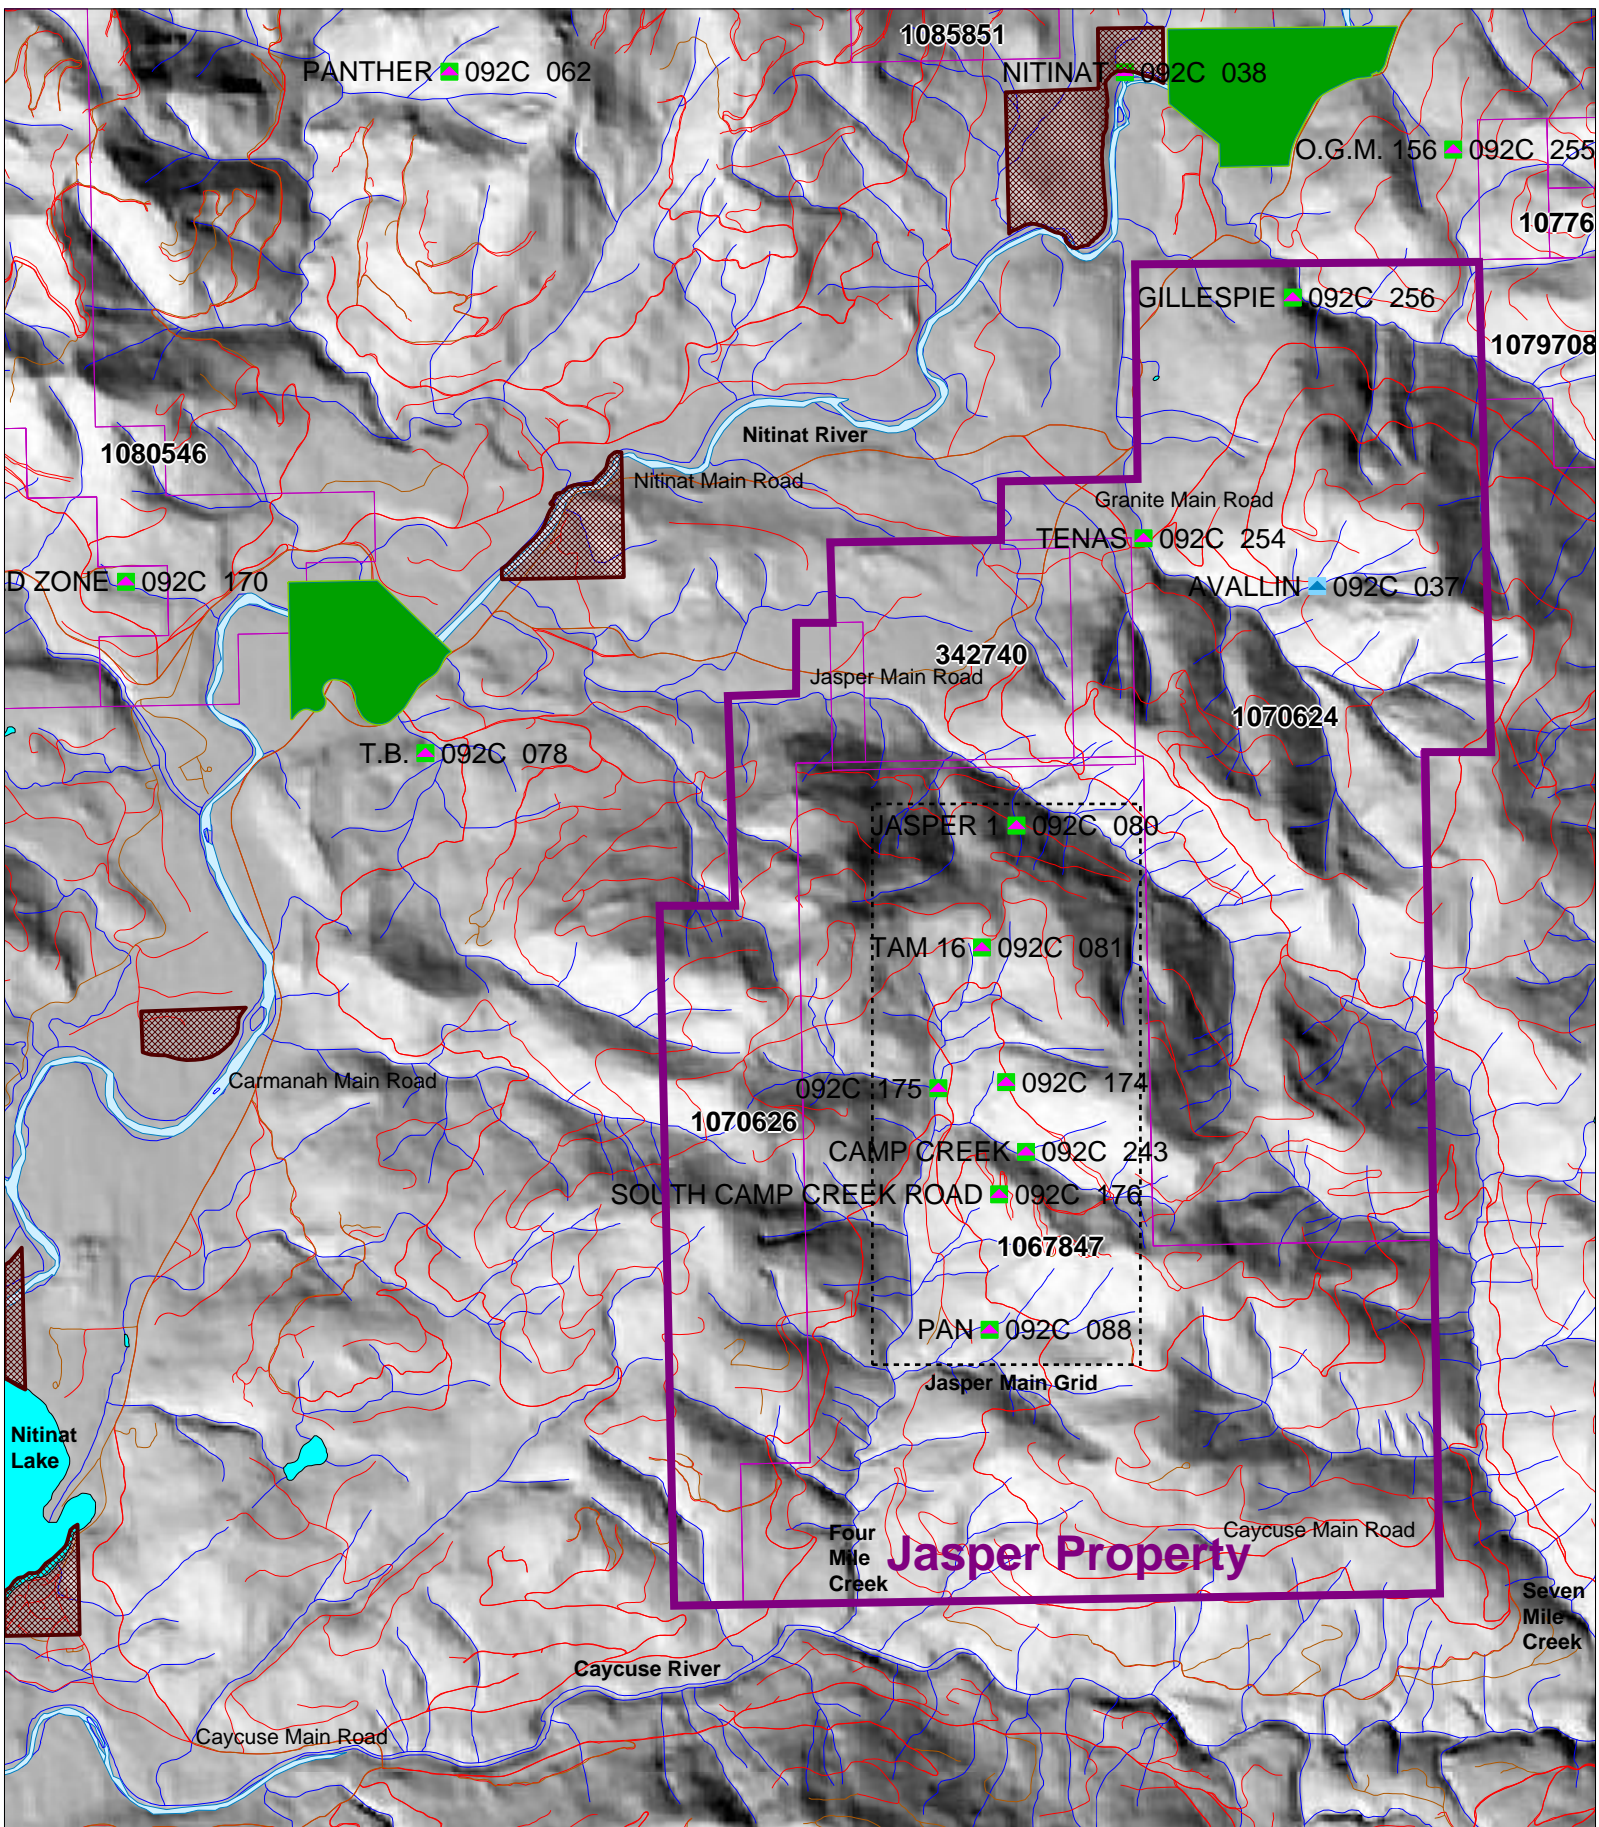 1085851
PANTHER 092C 062
NITINAT 092C 038
O.G.M. 156 092C 255
10776
GILLESPIE 092C 256
1079708
Nitinat River
1080546
Nitinat Main Road
Granite Main Road
TENAS 092C 254
D ZONE 092C 170
AVALLIN 092C 037
342740
Jasper Main Road
1070624
T.B. 092C 078
JASPER 1 092C 080
TAM 16 092C 081
Carmanah Main Road
092C 175
092C 174
1070626
CAMP CREEK 092C 243
SOUTH CAMP CREEK ROAD 092C 176
1067847
PAN 092C 088
Jasper Main Grid
Nitinat
Lake
Caycuse Main Road
Four
Mile
Creek
Jasper Property
Seven
Mile
Creek
Caycuse River
Caycuse Main Road